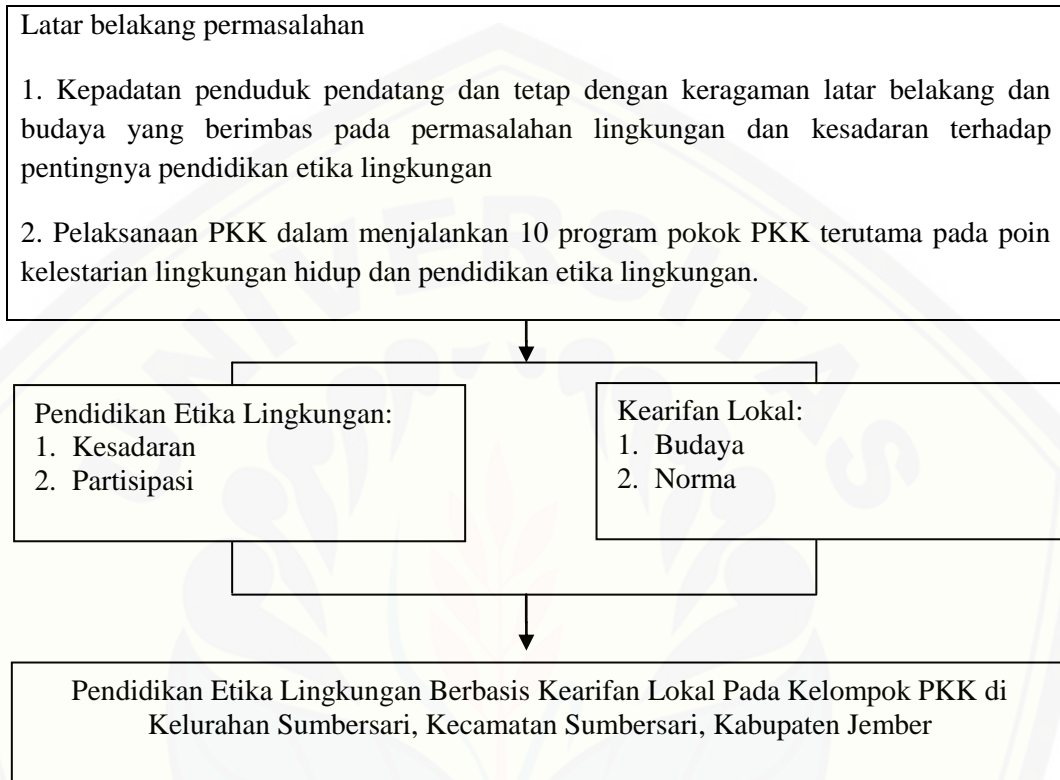 Latar belakang permasalahan
1. Kepadatan penduduk pendatang dan tetap dengan keragaman latar belakang dan
budaya yang berimbas pada permasalahan lingkungan dan kesadaran terhadap
pentingnya pendidikan etika lingkungan
2. Pelaksanaan PKK dalam menjalankan 10 program pokok PKK terutama pada poin
kelestarian lingkungan hidup dan pendidikan etika lingkungan.
UNIVERSITAS
Pendidikan Etika Lingkungan:
1. Kesadaran
2. Partisipasi
Kearifan Lokal:
1. Budaya
2. Norma
Pendidikan Etika Lingkungan Berbasis Kearifan Lokal Pada Kelompok PKK di
Kelurahan Sumbersari, Kecamatan Sumbersari, Kabupaten Jember